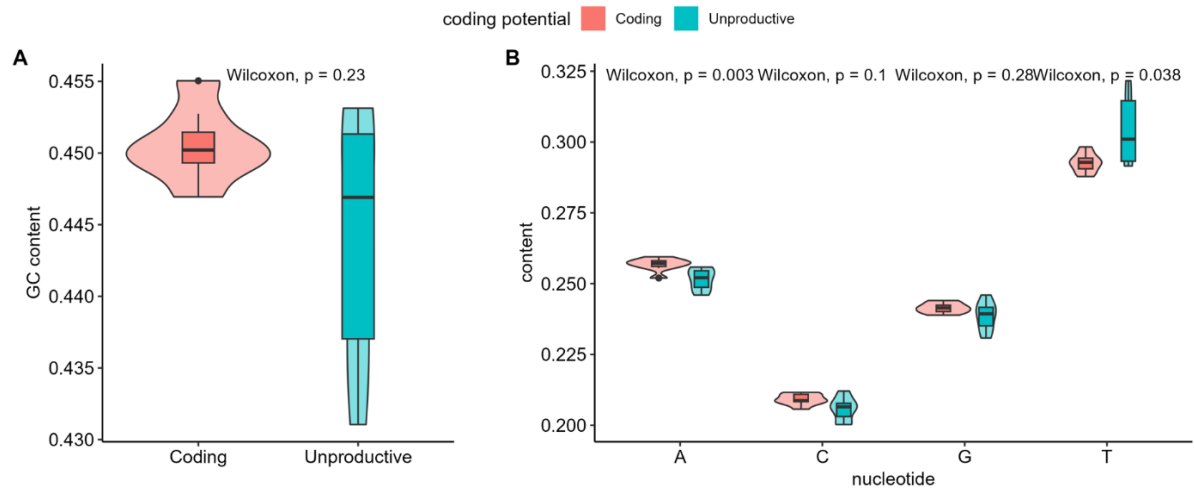 coding potential Coding Unproductive
A
Wilcoxon, p = 0.23
0.455
0.450
0.445
0.440
0.435
0.430
GC content
Coding Unproductive
B
Wilcoxon, p = 0.003 Wilcoxon, p = 0.1 Wilcoxon, p = 0.28 Wilcoxon, p = 0.038
0.325
0.300
0.275
0.250
0.225
0.200
content
A C G T
nucleotide